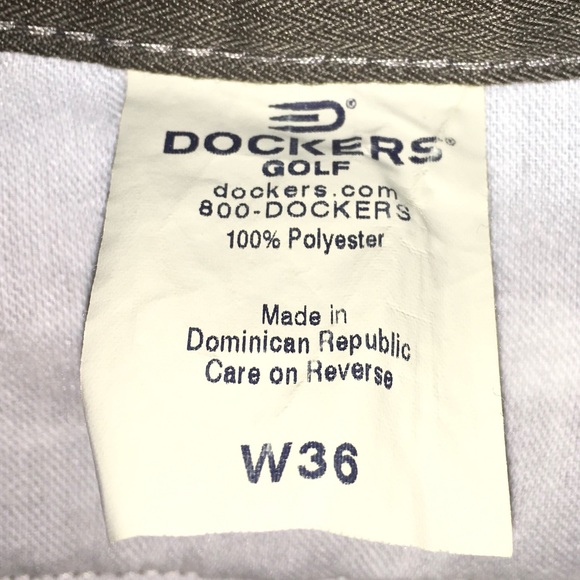 DOCKERS®
GOLF
dockers.com
800-DOCKERS
100% Polyester
Made in
Dominican Republic
Care on Reverse
W36